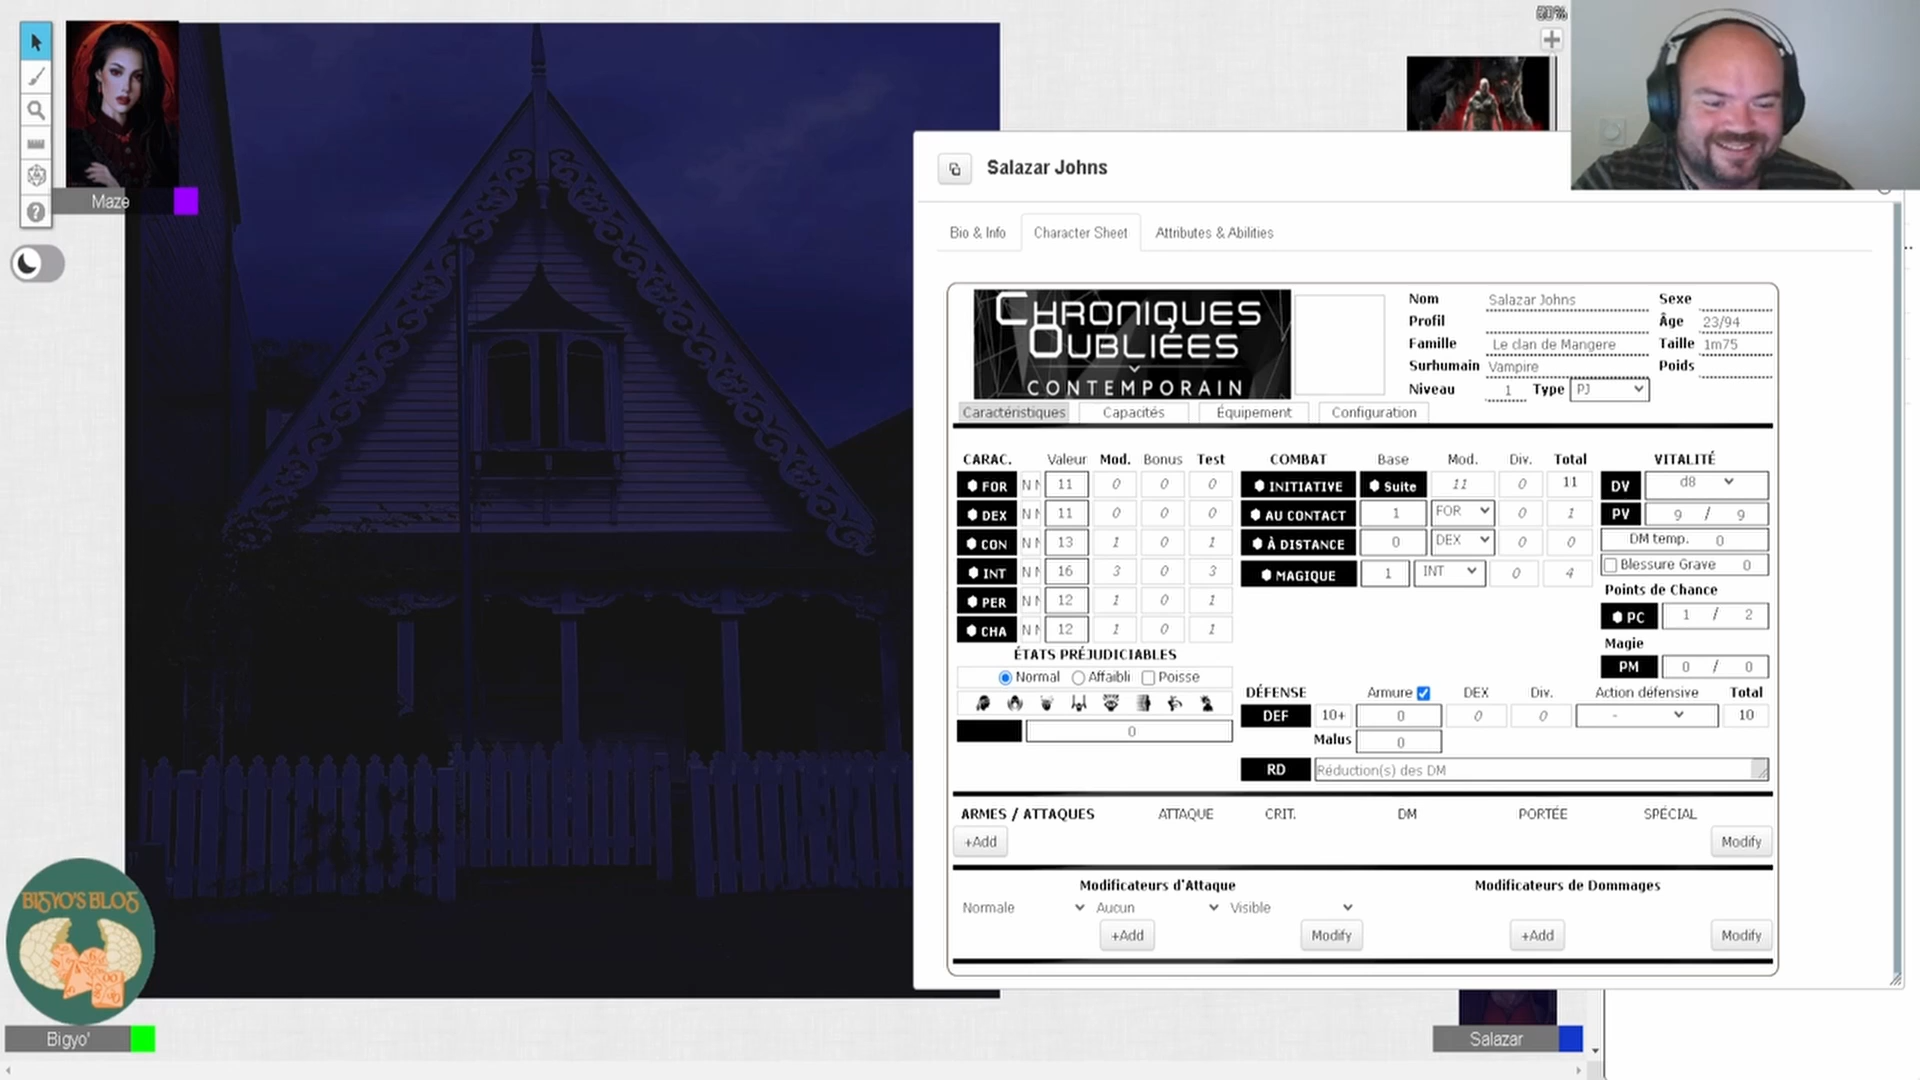 60%
Maze
Salazar Johns
Bio & Info Character Sheet Attributes & Abilities
CHRONIQUES
OUBLIÉES
CONTEMPORAIN
Nom Salazar Johns Sexe
Profil Âge 23/94
Famille Le clan de Mangere Taille 1m75
Surhumain Vampire Poids
Niveau 1 Type PJ
Caractéristiques Capacités Équipement Configuration
CARAC. Valeur Mod. Bonus Test COMBAT Base Mod. Div. Total VITALITÉ
FOR N N 11 0 0 0 INITIATIVE Suite 11 0 11 DV d8
DEX N N 11 0 0 0 AU CONTACT 1 FOR 0 1 PV 9 / 9
CON N N 13 1 0 1 À DISTANCE 0 DEX 0 0 DM temp. 0
INT N N 16 3 0 3 MAGIQUE 1 INT 0 4 Blessure Grave 0
PER N N 12 1 0 1 Points de Chance
CHA N N 12 1 0 1 PC 1 / 2
ÉTATS PRÉJUDICIABLES Magie
Normal Affaibli Poisse PM 0 / 0
DÉFENSE Armure DEX Div. Action défensive Total
DEF 10+ 0 0 0 - 10
0
Malus 0
RD Réduction(s) des DM
ARMES / ATTAQUES ATTAQUE CRIT. DM PORTÉE SPÉCIAL
+Add Modify
Modificateurs d'Attaque Modificateurs de Dommages
Normale Aucun Visible
+Add Modify +Add Modify
BIGYO'S BLOG
Bigyo'
Salazar